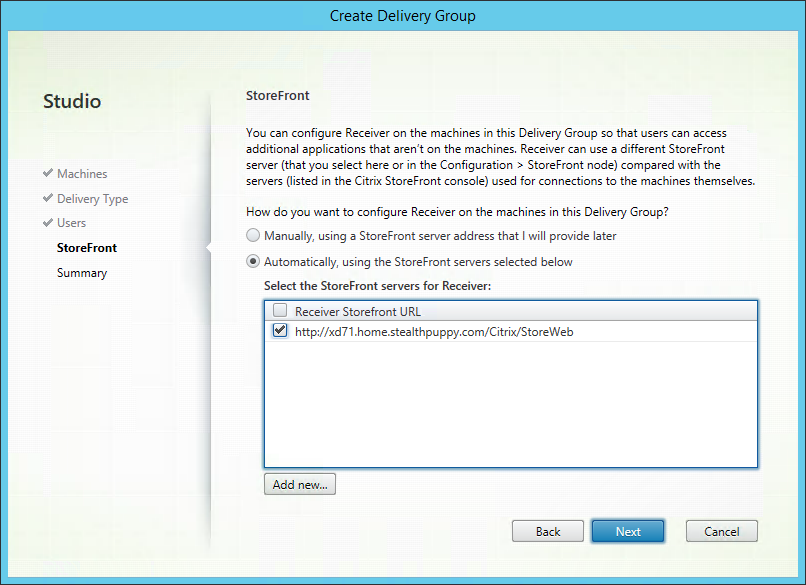 Create Delivery Group
Studio
Machines
Delivery Type
Users
StoreFront
Summary
StoreFront
You can configure Receiver on the machines in this Delivery Group so that users can access
additional applications that aren't on the machines. Receiver can use a different StoreFront
server (that you select here or in the Configuration > StoreFront node) compared with the
servers (listed in the Citrix StoreFront console) used for connections to the machines themselves.
How do you want to configure Receiver on the machines in this Delivery Group?
Manually, using a StoreFront server address that I will provide later
Automatically, using the StoreFront servers selected below
Select the StoreFront servers for Receiver:
Receiver Storefront URL
http://xd71.home.stealthpuppy.com/Citrix/StoreWeb
Add new...
Back
Next
Cancel